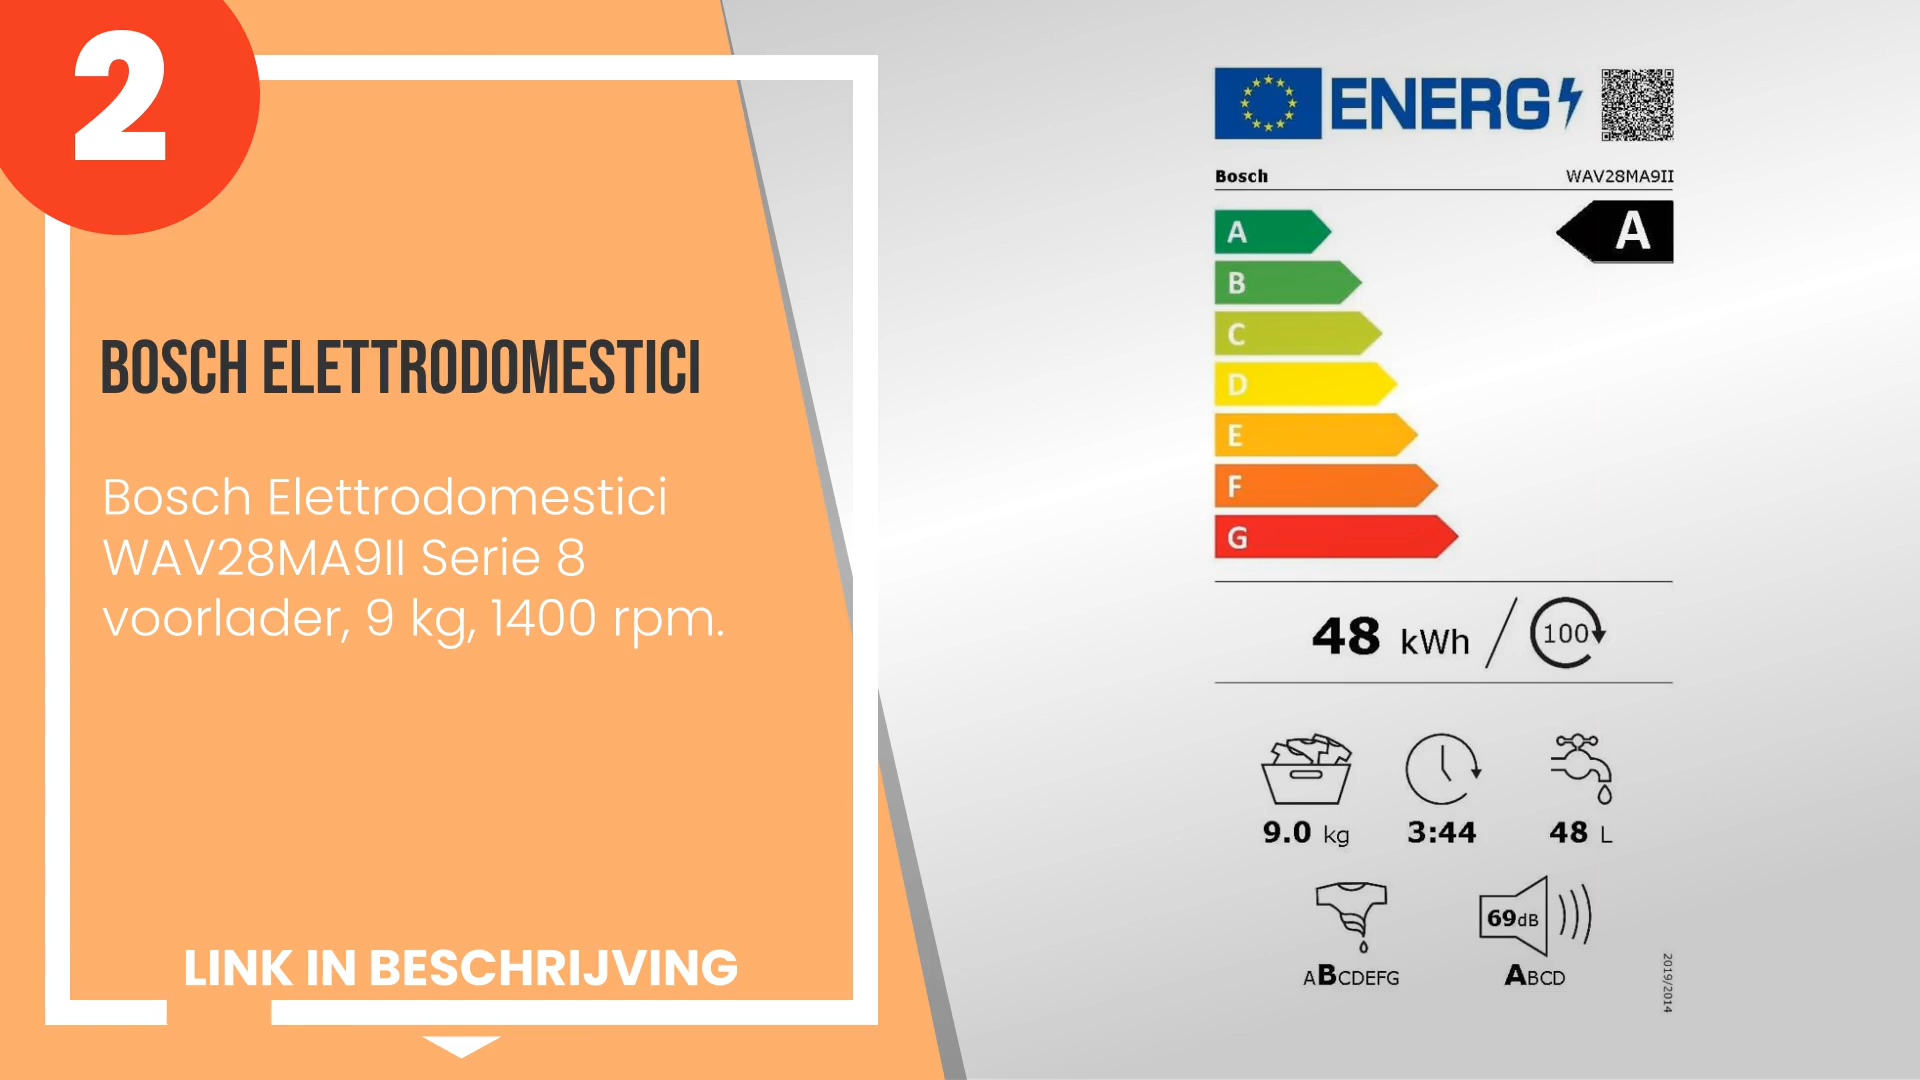 2
BOSCH ELETTRODOMESTICI
Bosch Elettrodomestici
WAV28MA9II Serie 8
voorlader, 9 kg, 1400 rpm.
LINK IN BESCHRIJVING
ENERG
Bosch WAV28MA9II
A A
B
C
D
E
F
G
48 kWh / 100
9.0 kg 3:44 48 L
69dB
ABCDEFG ABCD
2019/2014